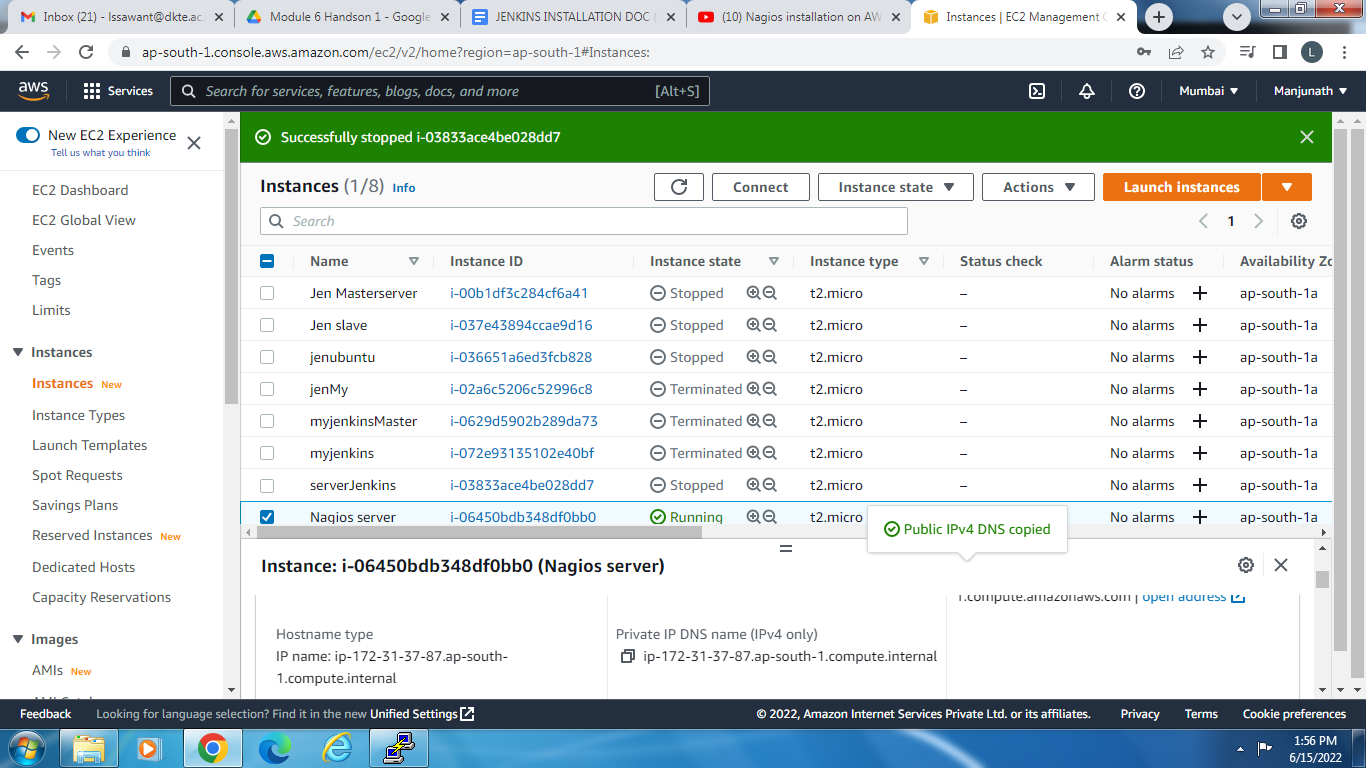 Inbox (21) - lssawant@dkte.ac.
Module 6 Handson 1 - Google
JENKINS INSTALLATION DOC (
(10) Nagios installation on AW
Instances | EC2 Management C
ap-south-1.console.aws.amazon.com/ec2/v2/home?region=ap-south-1#Instances:
L
aws
Services
Search for services, features, blogs, docs, and more
[Alt+S]
Mumbai
Manjunath
New EC2 Experience
Tell us what you think
EC2 Dashboard
EC2 Global View
Events
Tags
Limits
Instances
Instances New
Instance Types
Launch Templates
Spot Requests
Savings Plans
Reserved Instances New
Dedicated Hosts
Capacity Reservations
Images
AMIs New
Successfully stopped i-03833ace4be028dd7
Instances (1/8) Info
Connect
Instance state
Actions
Launch instances
Search
1
Name Instance ID Instance state Instance type Status check Alarm status Availability Zo
Jen Masterserver i-00b1df3c284cf6a41 Stopped t2.micro – No alarms + ap-south-1a
Jen slave i-037e43894ccae9d16 Stopped t2.micro – No alarms + ap-south-1a
jenubuntu i-036651a6ed3fcb828 Stopped t2.micro – No alarms + ap-south-1a
jenMy i-02a6c5206c52996c8 Terminated t2.micro – No alarms + ap-south-1a
myjenkinsMaster i-0629d5902b289da73 Terminated t2.micro – No alarms + ap-south-1a
myjenkins i-072e93135102e40bf Terminated t2.micro – No alarms + ap-south-1a
serverJenkins i-03833ace4be028dd7 Stopped t2.micro – No alarms + ap-south-1a
Nagios server i-06450bdb348df0bb0 Running t2.micro No alarms + ap-south-1a
Public IPv4 DNS copied
Instance: i-06450bdb348df0bb0 (Nagios server)
1.compute.amazonaws.com | open address
Hostname type
IP name: ip-172-31-37-87.ap-south-
1.compute.internal
Private IP DNS name (IPv4 only)
ip-172-31-37-87.ap-south-1.compute.internal
Feedback
Looking for language selection? Find it in the new Unified Settings
© 2022, Amazon Internet Services Private Ltd. or its affiliates.
Privacy
Terms
Cookie preferences
1:56 PM
6/15/2022